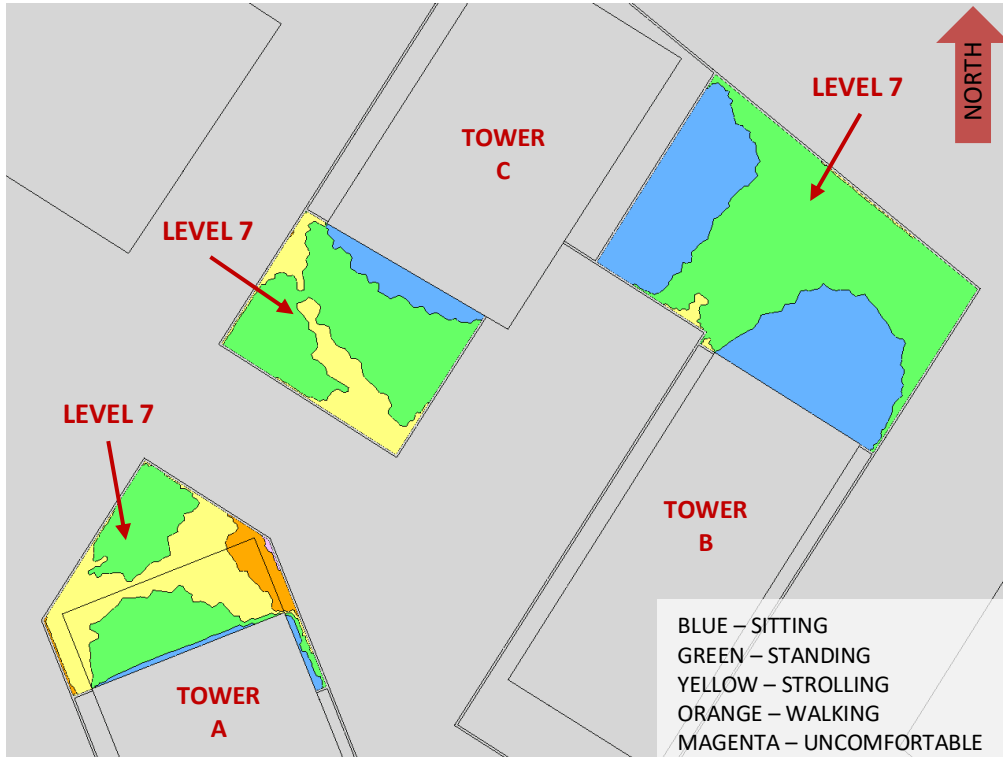 NORTH
LEVEL 7
TOWER
C
LEVEL 7
LEVEL 7
TOWER
B
TOWER
A
BLUE – SITTING
GREEN – STANDING
YELLOW – STROLLING
ORANGE – WALKING
MAGENTA – UNCOMFORTABLE